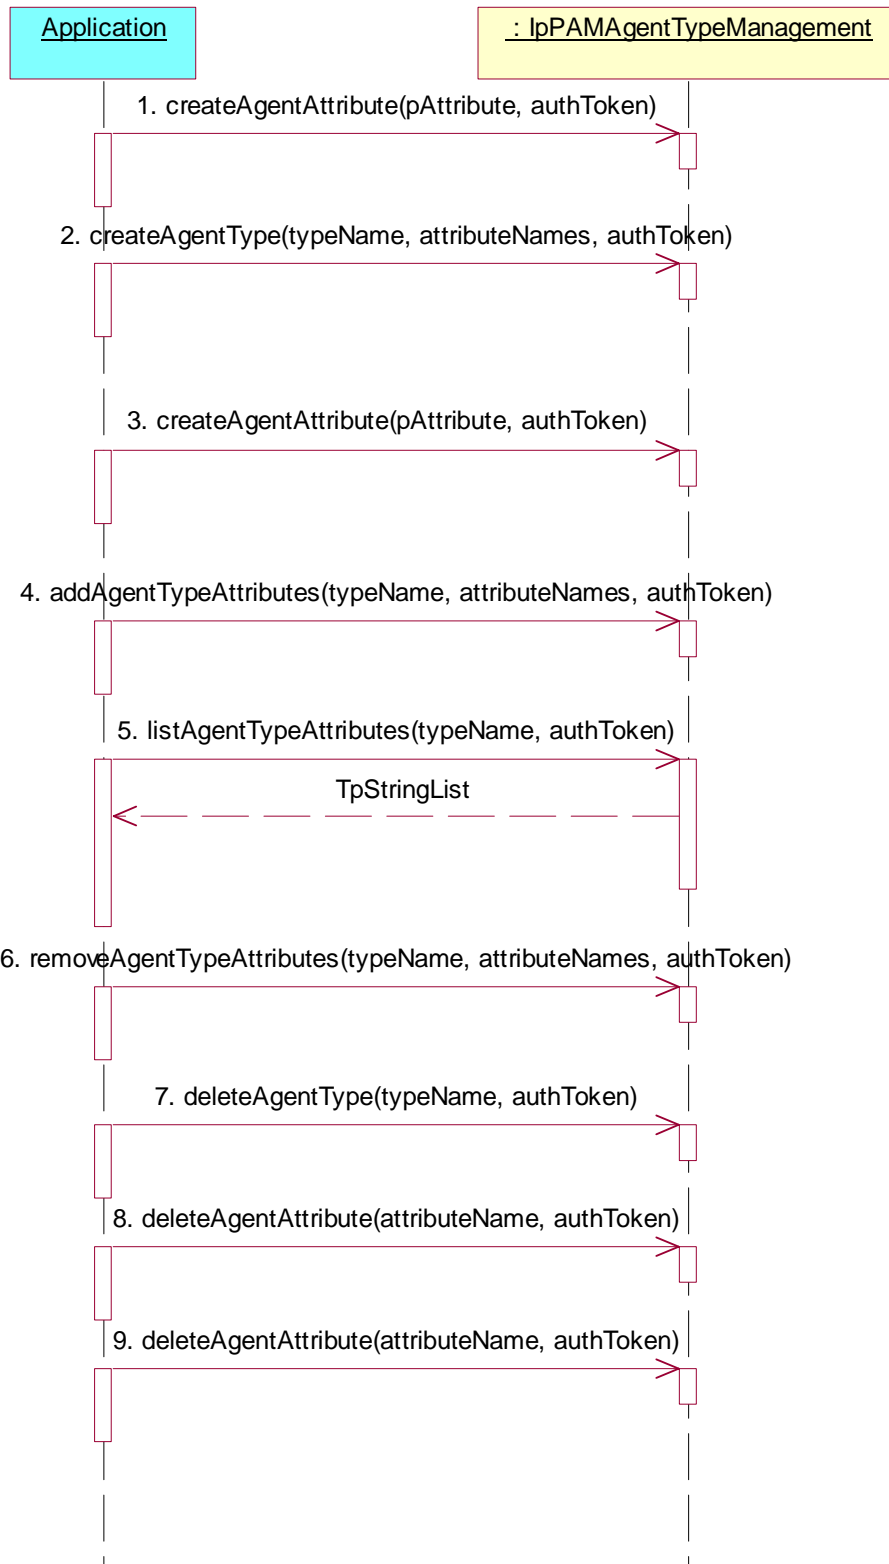 Application
: IpPAMAgentTypeManagement
1. createAgentAttribute(pAttribute, authToken)
2. createAgentType(typeName, attributeNames, authToken)
3. createAgentAttribute(pAttribute, authToken)
4. addAgentTypeAttributes(typeName, attributeNames, authToken)
5. listAgentTypeAttributes(typeName, authToken)
TpStringList
6. removeAgentTypeAttributes(typeName, attributeNames, authToken)
7. deleteAgentType(typeName, authToken)
8. deleteAgentAttribute(attributeName, authToken)
9. deleteAgentAttribute(attributeName, authToken)